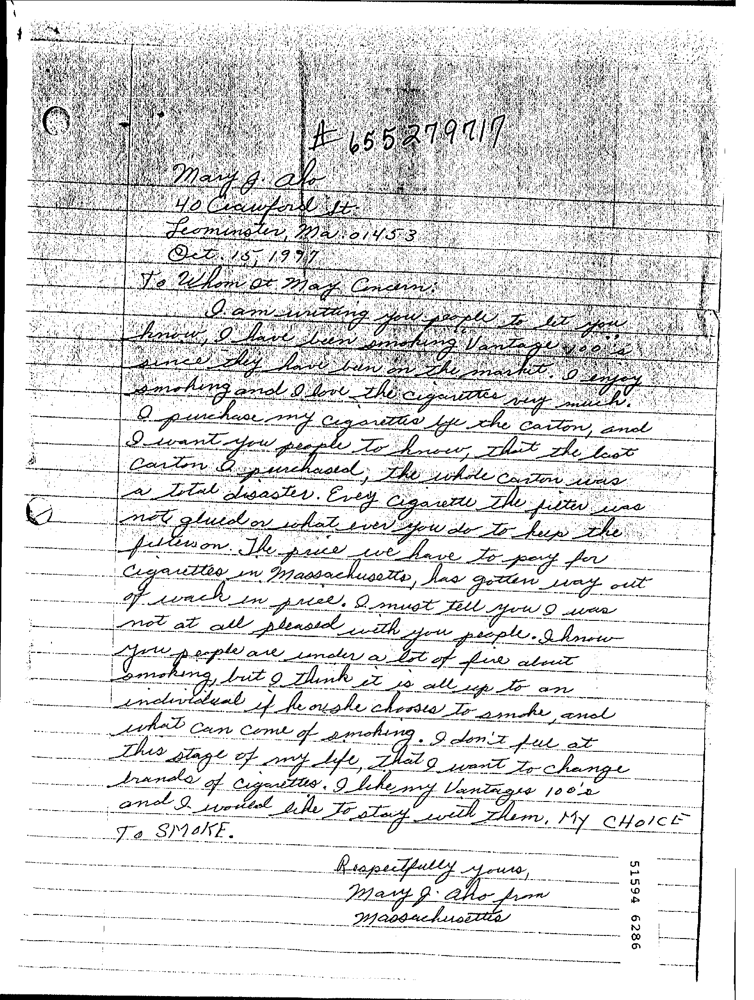 # 655279717
Mary J. Aho
40 Crawford St.
Leominster, Ma. 01453
Oct. 15, 1997
To Whom It May Concern:
I am writting you people to let you
know, I have been smoking Vantage 100's
since they have been on the market. I enjoy
smoking and I love the cigarettes very much.
I purchase my cigarettes by the carton, and
I want you people to know, that the last
carton I purchased, the whole carton was
a total disaster. Every cigarette the filter was
not glued or what ever you do to keep the
filters on. The price we have to pay for
cigarettes in Massachusetts, has gotten way out
of wach in price. I must tell you I was
not at all pleased with you people. I know
you people are under a lot of fire about
smoking, but I think it is all up to an
individual if he or she chooses to smoke, and
what can come of smoking. I don't feel at
this stage of my life, that I want to change
brands of cigarettes. I like my Vantages 100's
and I would like to stay with them, MY CHOICE
TO SMOKE.
Respectfully yours,
Mary J. Aho from
Massachusetts
51594 6286